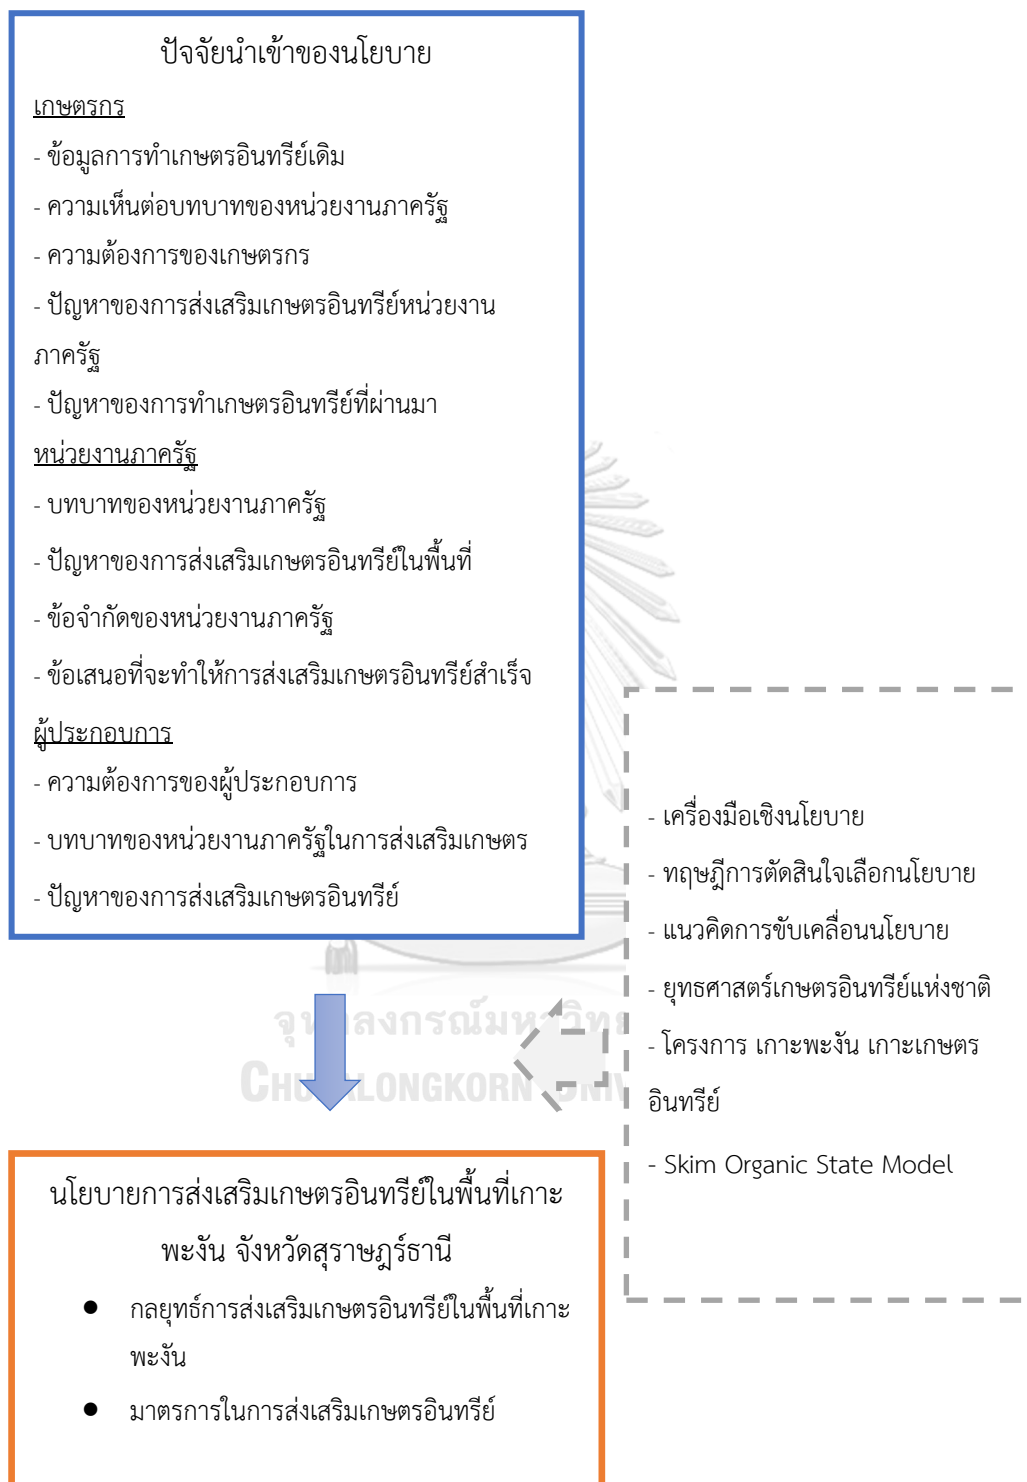 ปัจจัยนำเข้าของนโยบาย
เกษตรกร
- ข้อมูลการทำเกษตรอินทรีย์เดิม
- ความเห็นต่อบทบาทของหน่วยงานภาครัฐ
- ความต้องการของเกษตรกร
- ปัญหาของการส่งเสริมเกษตรอินทรีย์หน่วยงาน
ภาครัฐ
- ปัญหาของการทำเกษตรอินทรีย์ที่ผ่านมา
หน่วยงานภาครัฐ
- บทบาทของหน่วยงานภาครัฐ
- ปัญหาของการส่งเสริมเกษตรอินทรีย์ในพื้นที่
- ข้อจำกัดของหน่วยงานภาครัฐ
- ข้อเสนอที่จะทำให้การส่งเสริมเกษตรอินทรีย์สำเร็จ
ผู้ประกอบการ
- ความต้องการของผู้ประกอบการ
- บทบาทของหน่วยงานภาครัฐในการส่งเสริมเกษตร
- ปัญหาของการส่งเสริมเกษตรอินทรีย์
- เครื่องมือเชิงนโยบาย
- ทฤษฎีการตัดสินใจเลือกนโยบาย
- แนวคิดการขับเคลื่อนนโยบาย
- ยุทธศาสตร์เกษตรอินทรีย์แห่งชาติ
- โครงการ เกาะพะงัน เกาะเกษตร
อินทรีย์
- Skim Organic State Model
นโยบายการส่งเสริมเกษตรอินทรีย์ในพื้นที่เกาะ
พะงัน จังหวัดสุราษฎร์ธานี
● กลยุทธ์การส่งเสริมเกษตรอินทรีย์ในพื้นที่เกาะ
พะงัน
● มาตรการในการส่งเสริมเกษตรอินทรีย์